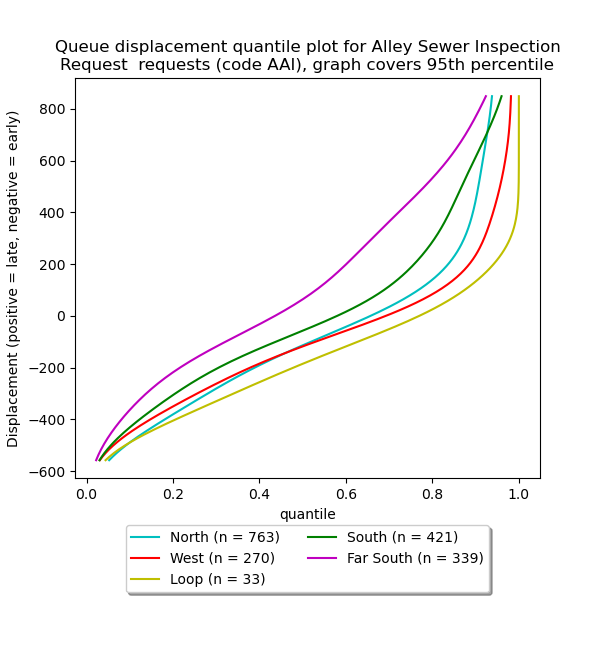 Queue displacement quantile plot for Alley Sewer Inspection
Request  requests (code AAI), graph covers 95th percentile
Displacement (positive = late, negative = early)
800
600
400
200
0
−200
−400
−600
0.0 0.2 0.4 0.6 0.8 1.0
quantile
North (n = 763) South (n = 421)
West (n = 270) Far South (n = 339)
Loop (n = 33)